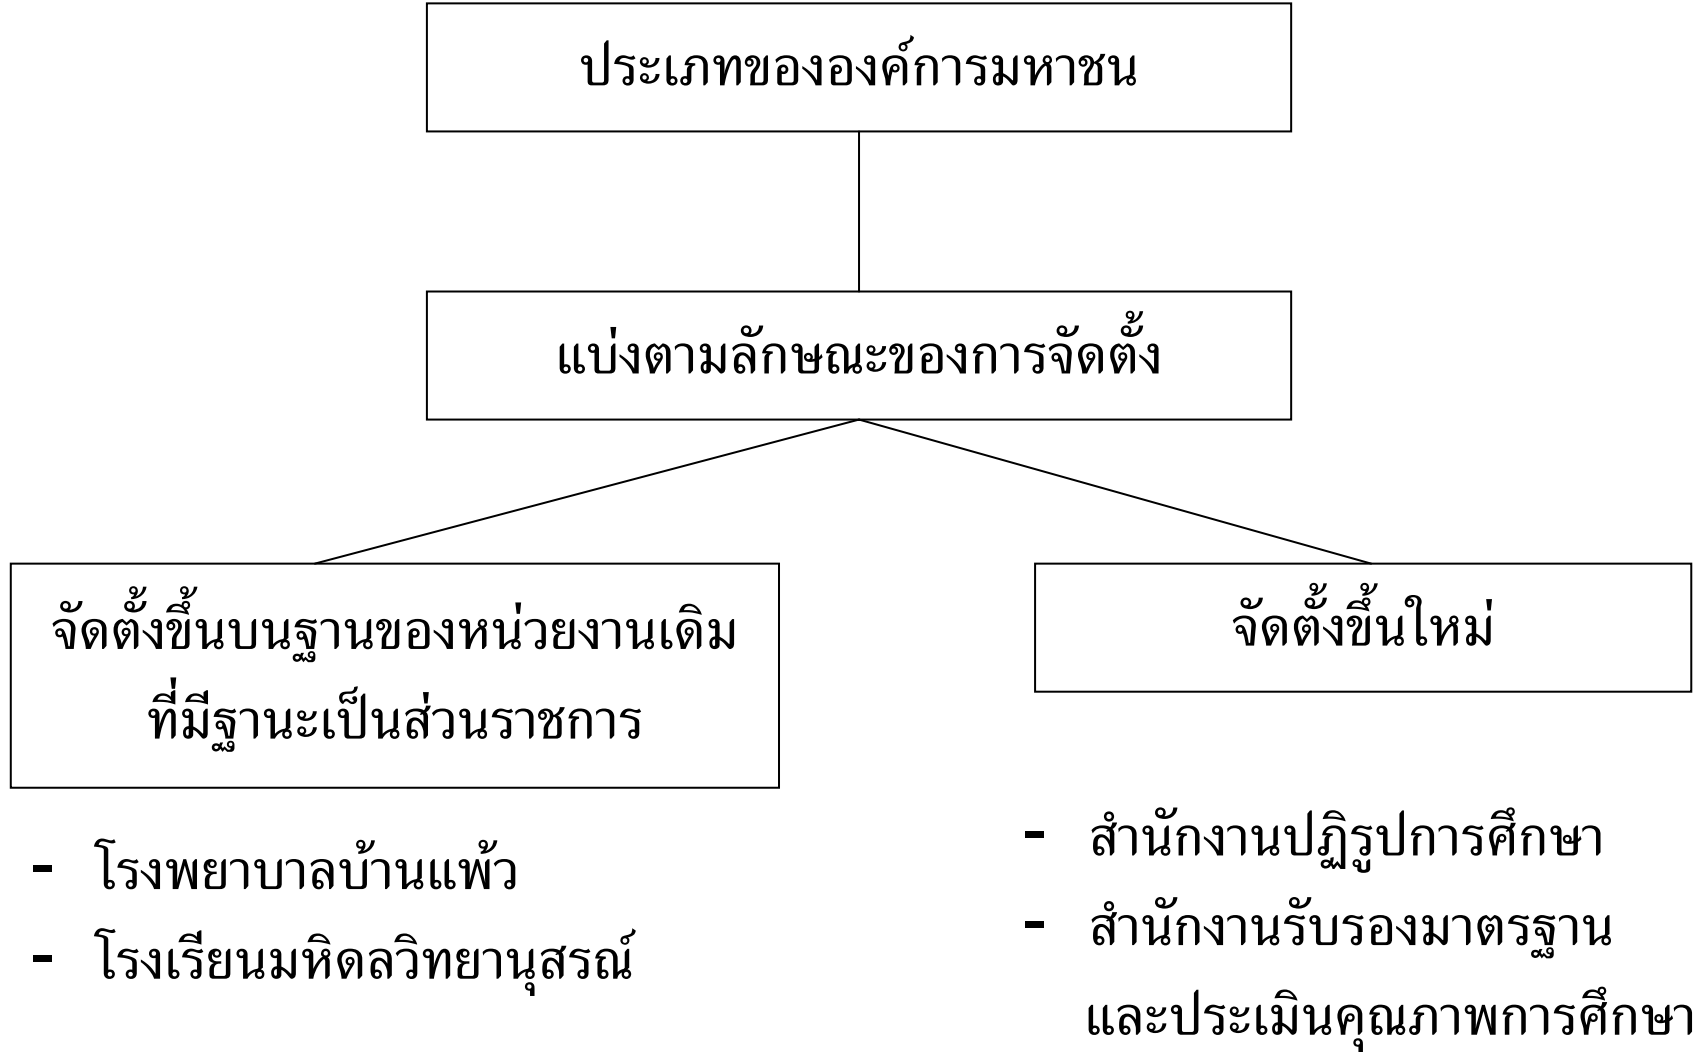 ประเภทขององค์การมหาชน
แบ่งตามลักษณะของการจัดตั้ง
จัดตั้งขึ้นบนฐานของหน่วยงานเดิม
ที่มีฐานะเป็นส่วนราชการ
- โรงพยาบาลบ้านแพ้ว
- โรงเรียนมหิดลวิทยานุสรณ์
จัดตั้งขึ้นใหม่
- สำนักงานปฏิรูปการศึกษา
- สำนักงานรับรองมาตรฐาน
และประเมินคุณภาพการศึกษา